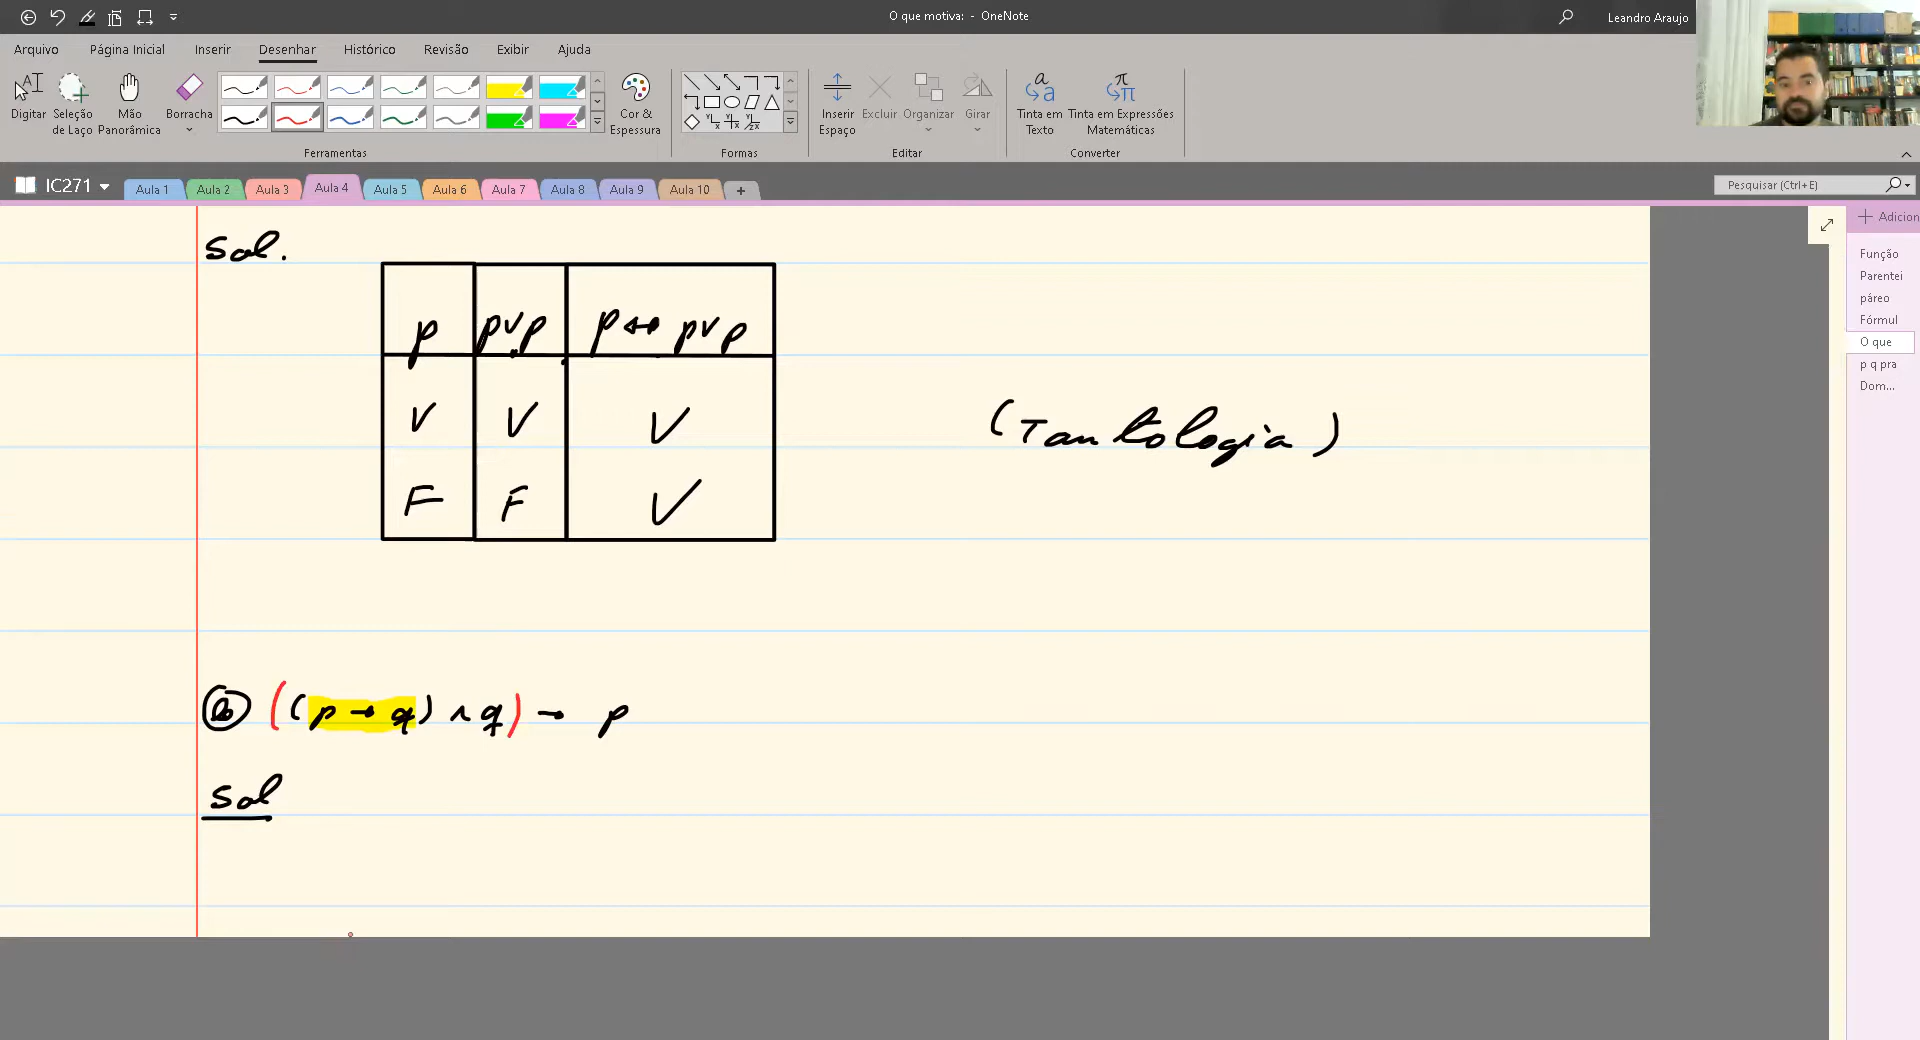 O que motiva: - OneNote
Leandro Araujo
Arquivo Página Inicial Inserir Desenhar Histórico Revisão Exibir Ajuda
Digitar
Seleção de Laço
Mão Panorâmica
Borracha
Cor & Espessura
Inserir Espaço
Excluir
Organizar
Girar
Tinta em Texto
Tinta em Expressões Matemáticas
Ferramentas
Formas
Editar
Converter
IC271
Aula 1 Aula 2 Aula 3 Aula 4 Aula 5 Aula 6 Aula 7 Aula 8 Aula 9 Aula 10 +
Pesquisar (Ctrl+E)
Adicion
Função
Parentei
páreo
Fórmul
O que
p q pra
Dom...
Sol.
p p∨p p ↔ p∨p
V V V
F F V
(Tautologia)
((p → q) ∧ q) → p
Sol